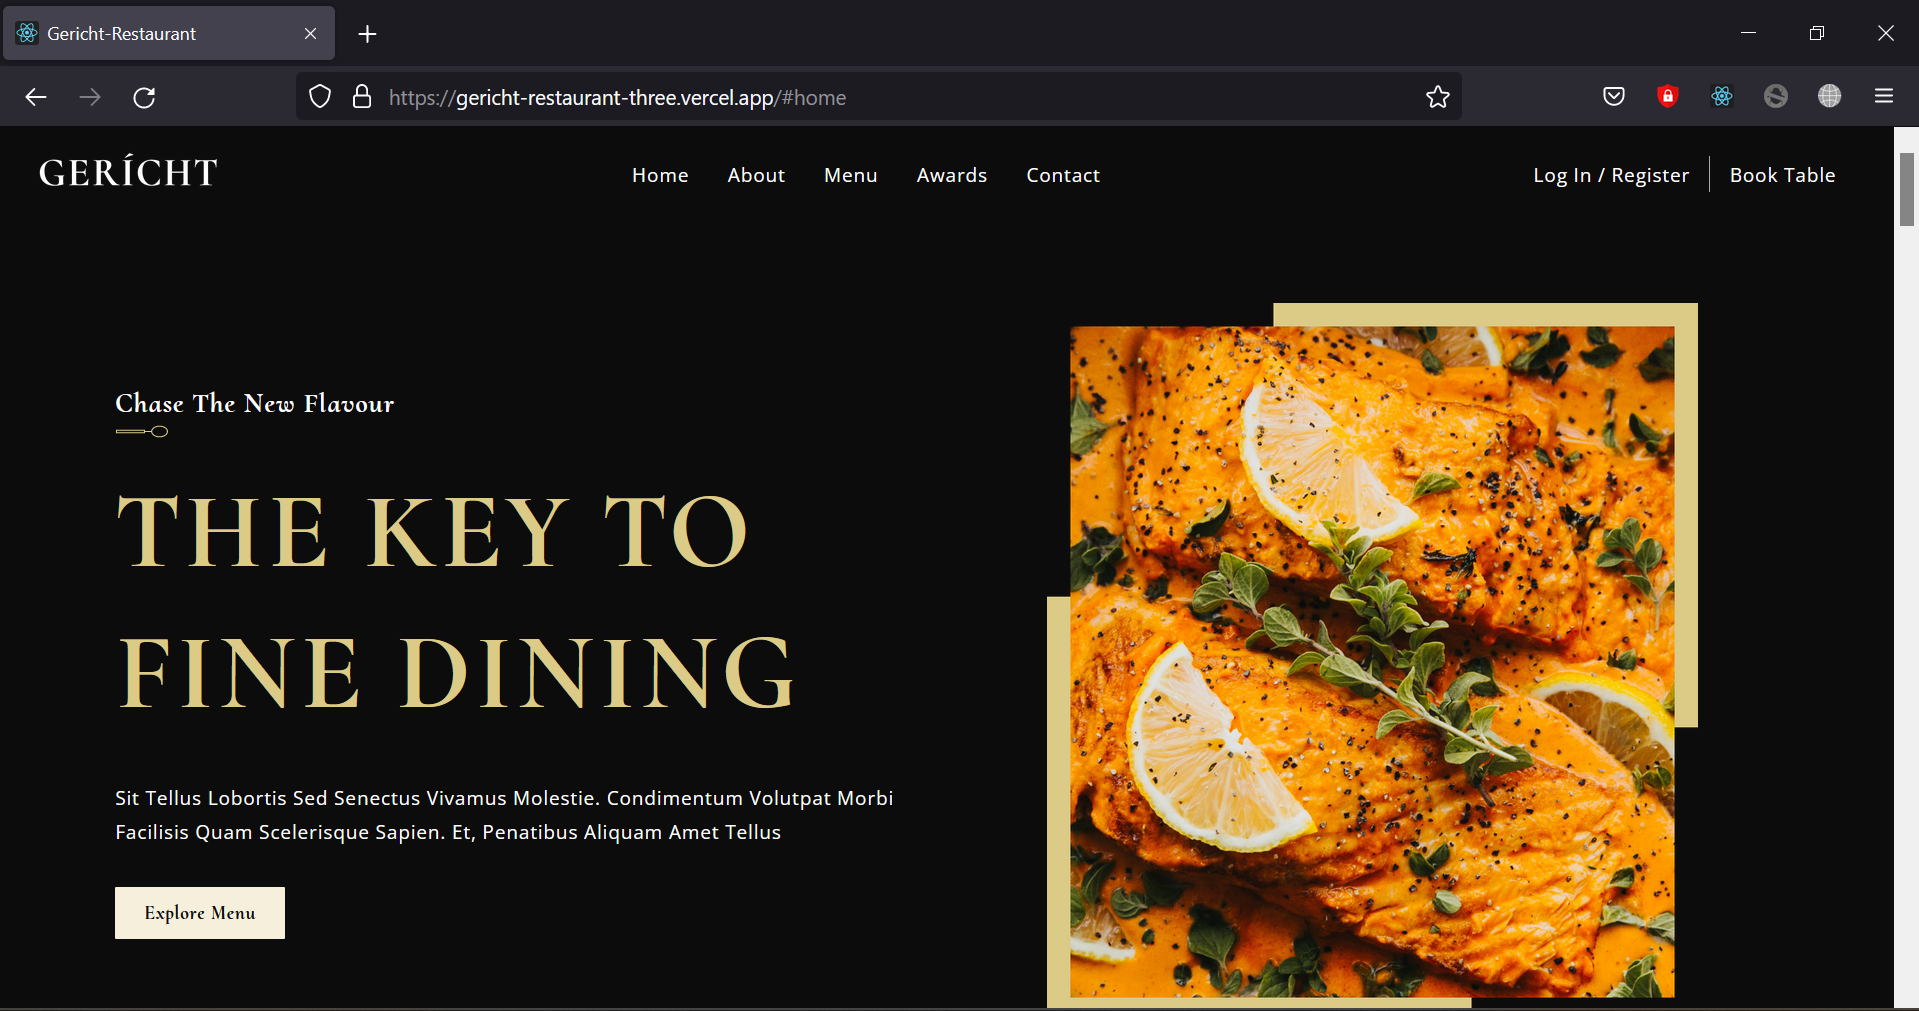 Gericht-Restaurant
https://gericht-restaurant-three.vercel.app/#home
GERÍCHT
Home About Menu Awards Contact
Log In / Register Book Table
Chase The New Flavour
THE KEY TO
FINE DINING
Sit Tellus Lobortis Sed Senectus Vivamus Molestie. Condimentum Volutpat Morbi
Facilisis Quam Scelerisque Sapien. Et, Penatibus Aliquam Amet Tellus
Explore Menu